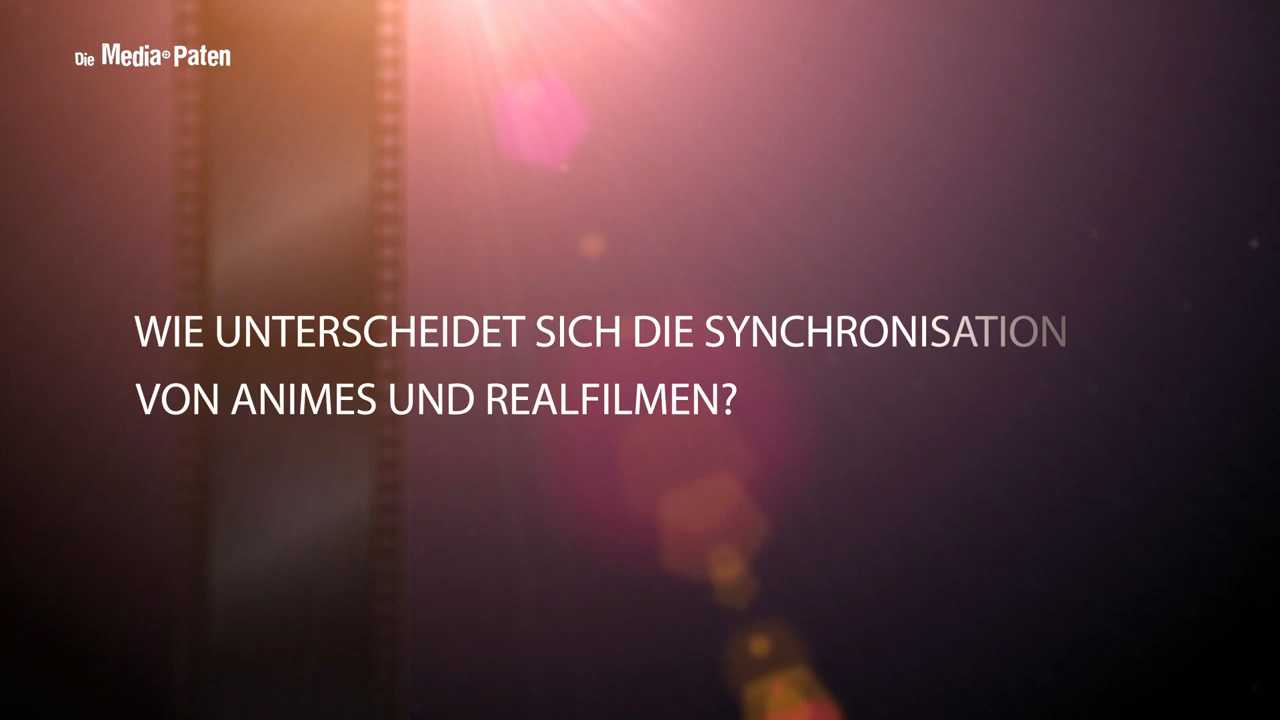 Die Media Paten
WIE UNTERSCHEIDET SICH DIE SYNCHRONISATION
VON ANIMES UND REALFILMEN?